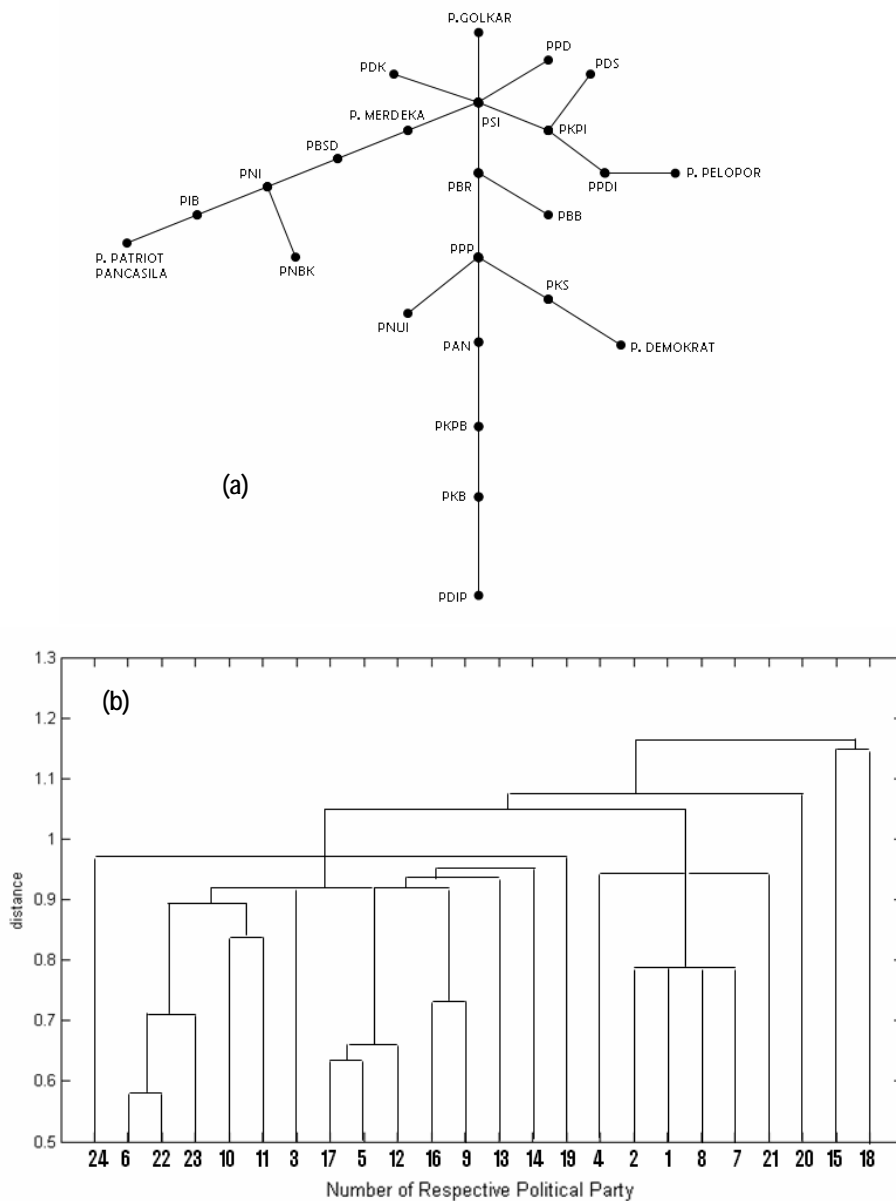 P.GOLKAR
PPD
PDK
PDS
P. MERDEKA
PSI
PKPI
PBSD
PNI
PBR
PPDI
P. PELOPOR
PIB
PBB
P. PATRIOT
PANCASILA
PNBK
PPP
PKS
PNUI
PAN
P. DEMOKRAT
PKPB
(a)
PKB
PDIP
(b)
1.3
1.2
1.1
1
0.9
0.8
0.7
0.6
0.5
distance
24 6 22 23 10 11 3 17 5 12 16 9 13 14 19 4 2 1 8 7 21 20 15 18
Number of Respective Political Party